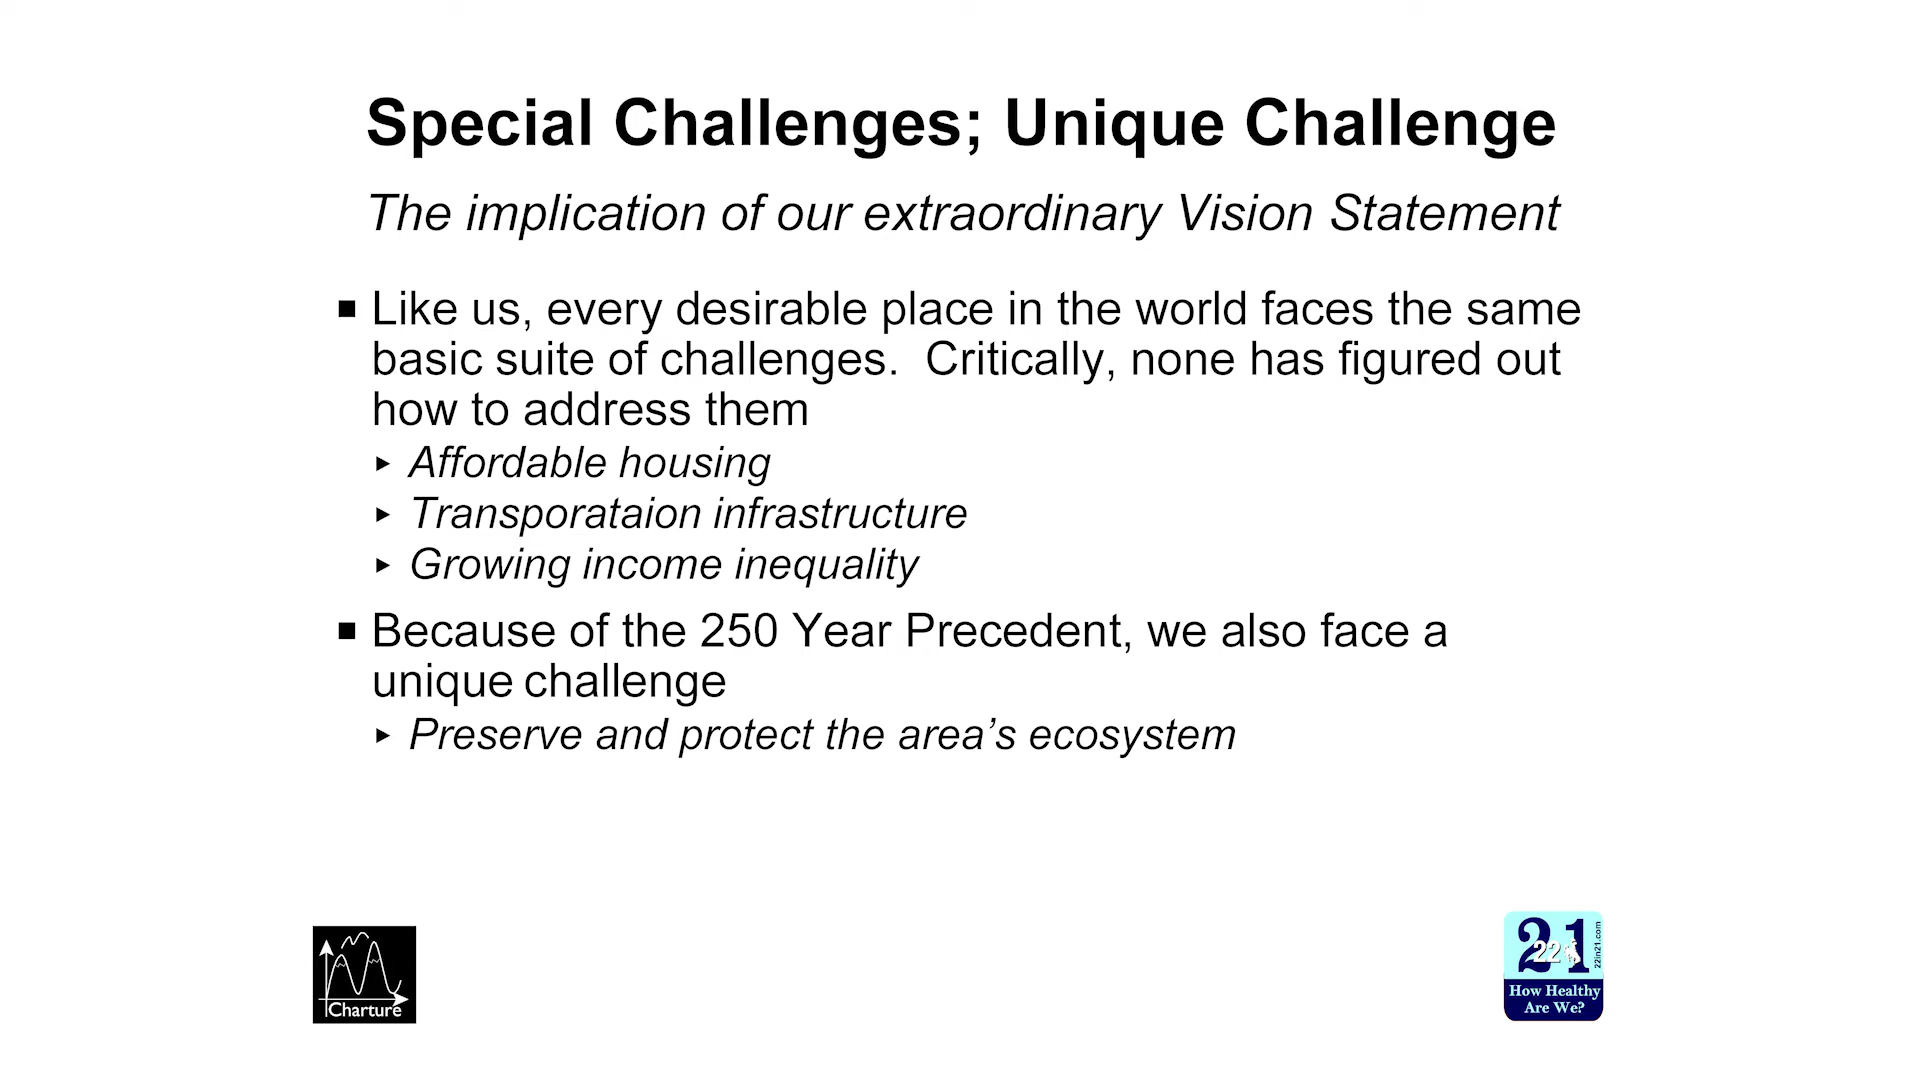 Special Challenges; Unique Challenge
The implication of our extraordinary Vision Statement
■ Like us, every desirable place in the world faces the same
basic suite of challenges.  Critically, none has figured out
how to address them
▸ Affordable housing
▸ Transporataion infrastructure
▸ Growing income inequality
■ Because of the 250 Year Precedent, we also face a
unique challenge
▸ Preserve and protect the area’s ecosystem
Charture
21
22
22in21.com
How Healthy
Are We?